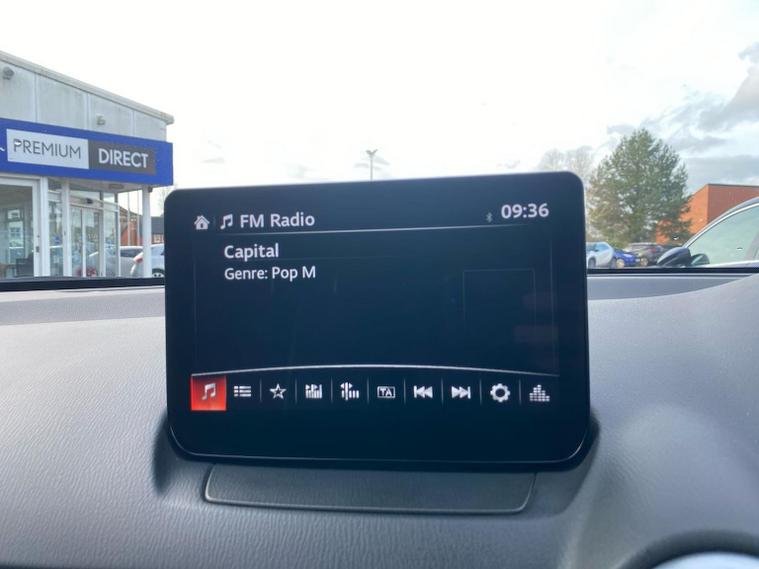 PREMIUM DIRECT
FM Radio 09:36
Capital
Genre: Pop M
TA